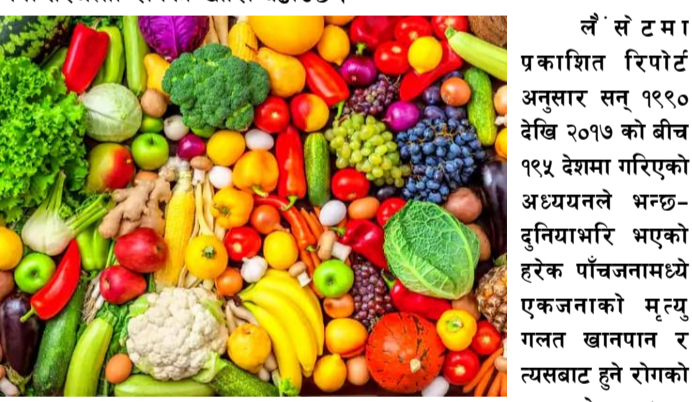 लैंसेटमा
प्रकाशित रिपोर्ट
अनुसार सन् १९९०
देखि २०१७ को बीच
१९५ देशमा गरिएको
अध्ययनले भन्छ-
दुनियाभरि भएको
हरेक पाँचजनामध्ये
एकजनाको मृत्यु
गलत खानपान र
त्यसबाट हुने रोगको